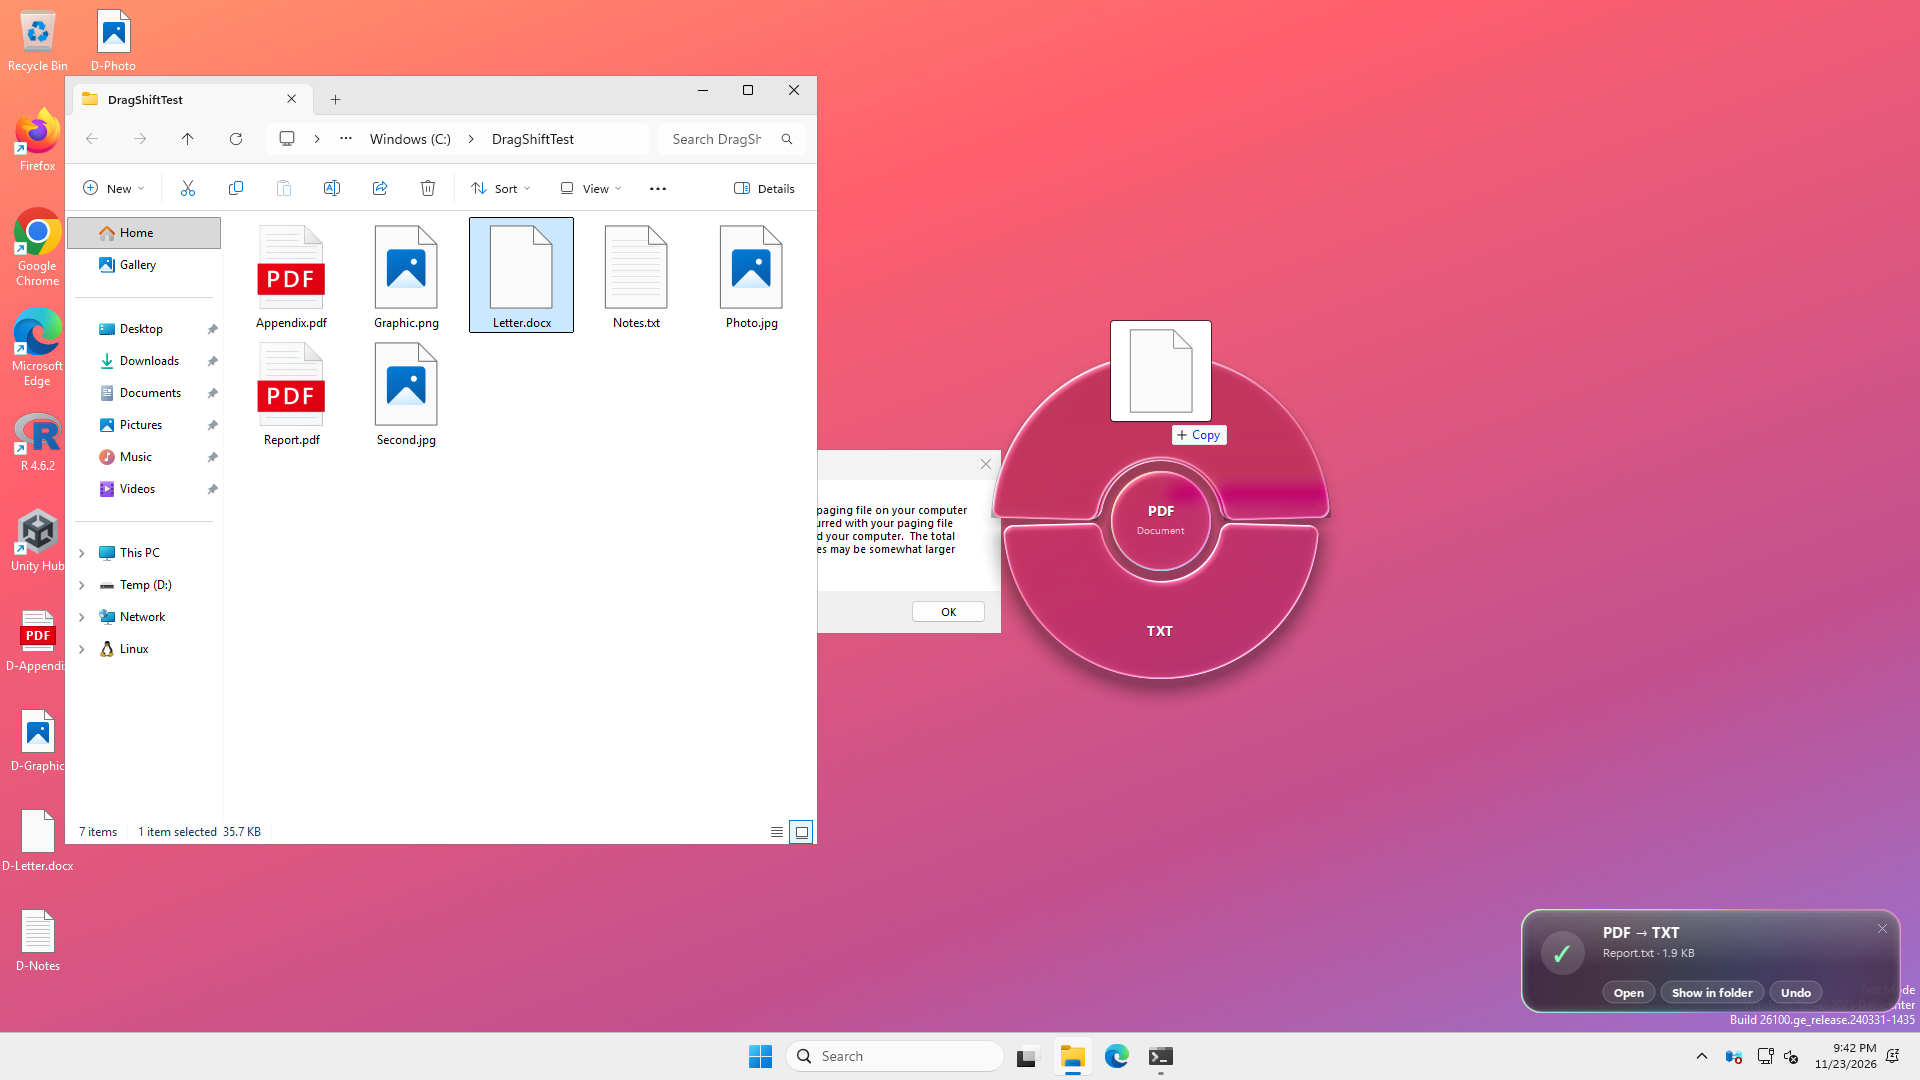 Recycle Bin
D-Photo
Firefox
Google
Chrome
Microsoft
Edge
R 4.6.2
Unity Hub
D-Appendix
D-Graphic
D-Letter.docx
D-Notes
DragShiftTest
Windows (C:)
DragShiftTest
Search DragSh
New
Sort
View
Details
Home
Gallery
Desktop
Downloads
Documents
Pictures
Music
Videos
This PC
Temp (D:)
Network
Linux
PDF
Appendix.pdf
Graphic.png
Letter.docx
Notes.txt
Photo.jpg
PDF
Report.pdf
Second.jpg
7 items
1 item selected 35.7 KB
paging file on your computer
urred with your paging file
d your computer. The total
es may be somewhat larger
OK
+ Copy
PDF
Document
TXT
PDF
PDF → TXT
Report.txt · 1.9 KB
Open
Show in folder
Undo
Build 26100.ge_release.240331-1435
Search
9:42 PM
11/23/2026